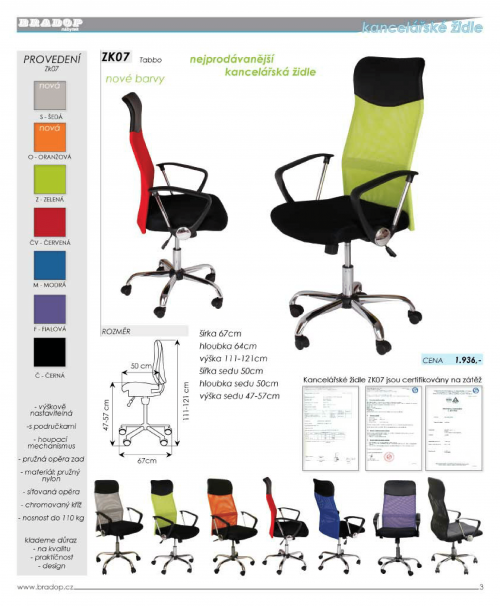 BRADOP
nábytek
kancelářské židle
PROVEDENÍ
ZK07
nová
S - ŠEDÁ
nová
O - ORANŽOVÁ
Z - ZELENÁ
ČV - ČERVENÁ
M - MODRÁ
F - FIALOVÁ
Č - ČERNÁ
- výškově
nastavitelná
-s područkami
- houpací
mechanismus
- pružná opěra zad
- materiál: pružný
nylon
- síťovaná opěra
- chromovaný kříž
- nosnost do 110 kg
klademe důraz
- na kvalitu
- praktičnost
- design
ZK07 Tabbo
nové barvy
nejprodávanější
kancelářská židle
ROZMĚR
50 cm
47-57 cm
111-121 cm
67cm
šířka 67cm
hloubka 64cm
výška 111-121cm
šířka sedu 50cm
hloubka sedu 50cm
výška sedu 47-57cm
CENA 1.936,-
Kancelářské židle ZK07 jsou certifikovány na zátěž
www.bradop.cz
3